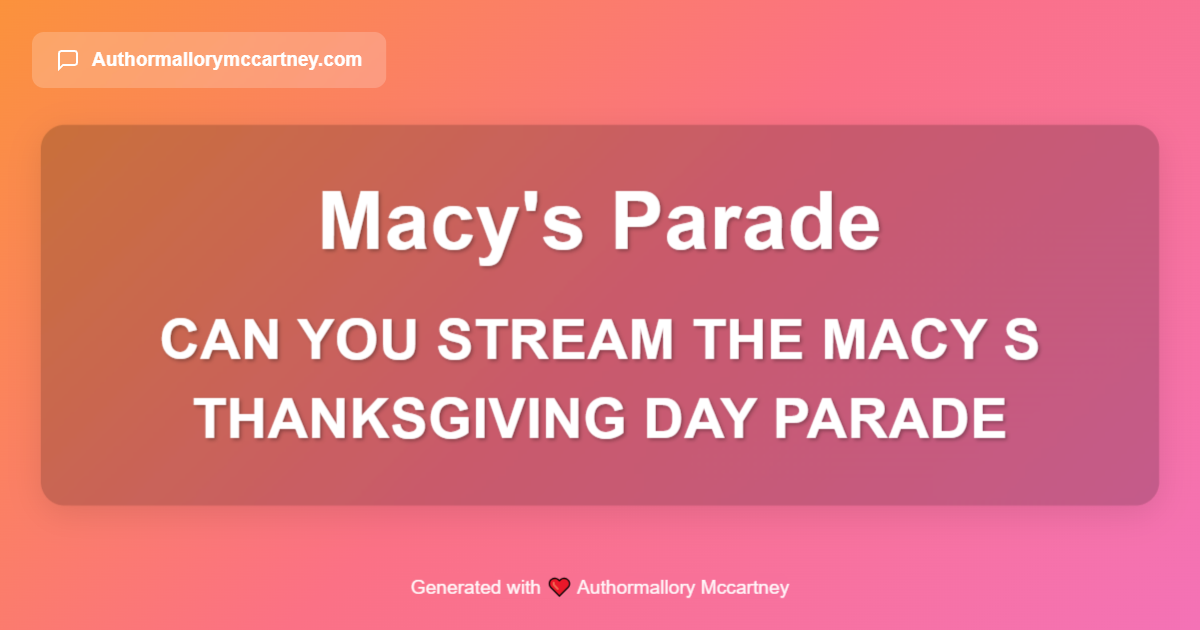 Authormallorymccartney.com
Macy's Parade
CAN YOU STREAM THE MACY S
THANKSGIVING DAY PARADE
Generated with ❤ Authormallory Mccartney